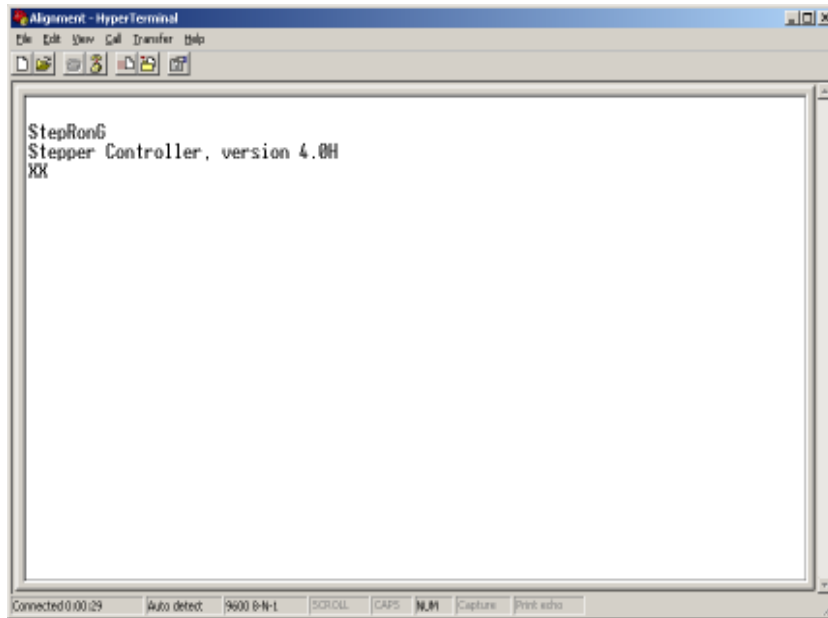 Alignment - HyperTerminal
File Edit View Call Transfer Help
StepRonG
Stepper Controller, version 4.0H
XX
Connected 0:00:29 Auto detect 9600 8-N-1 SCROLL CAPS NUM Capture Print echo